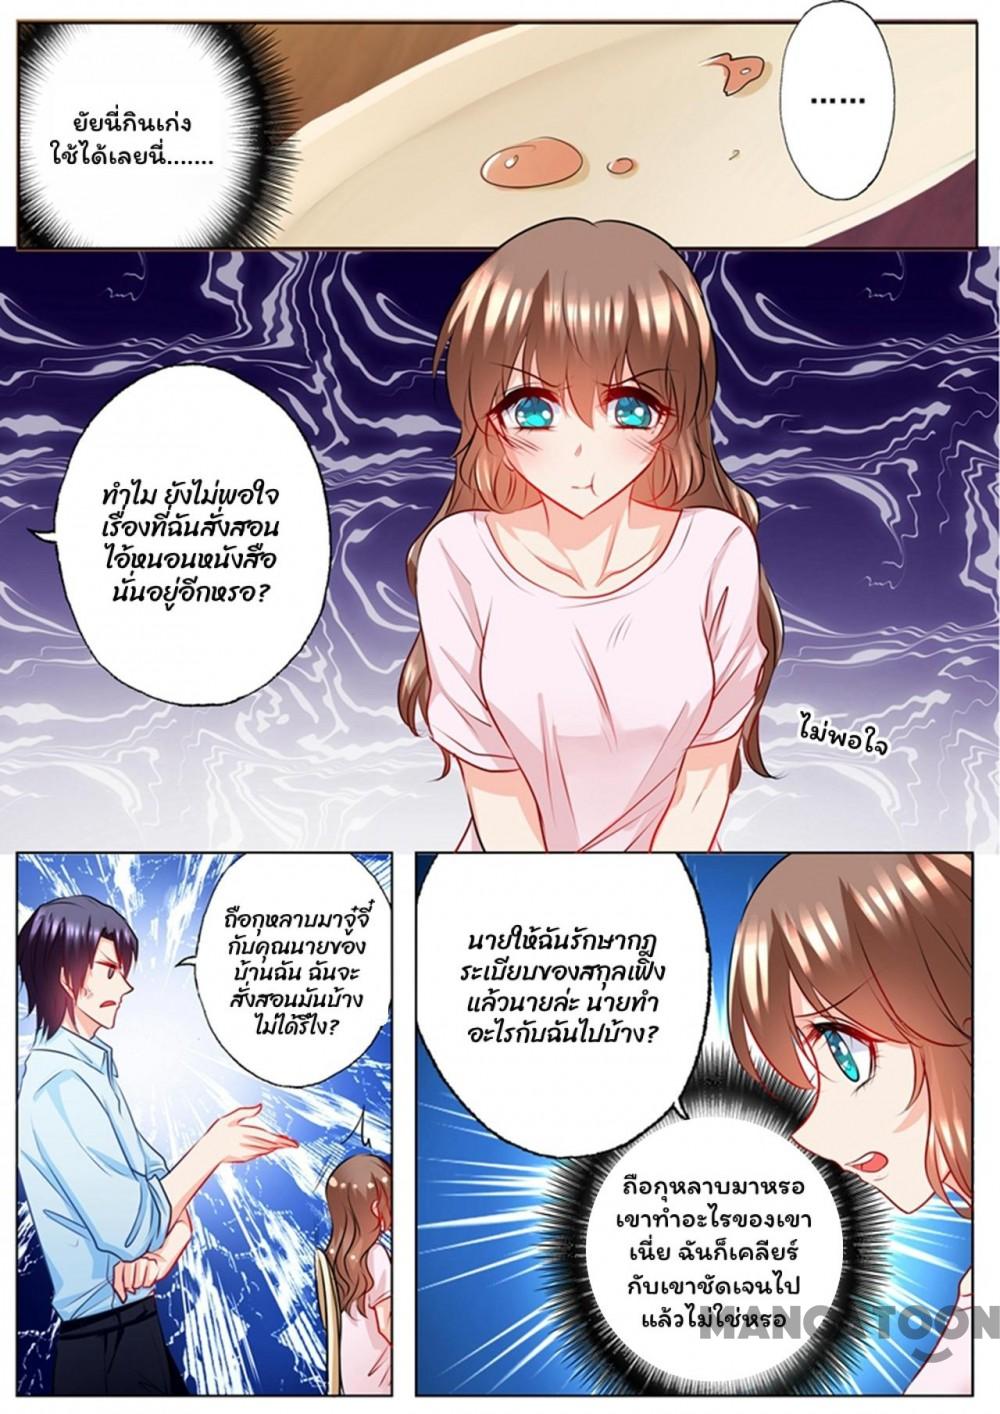 ยัยนี่กินเก่ง
ใช้ได้เลยนี่.......
......
ทำไม ยังไม่พอใจ
เรื่องที่ฉันสั่งสอน
ไอ้หนอนหนังสือ
นั่นอยู่อีกหรอ?
ไม่พอใจ
ถือกุหลาบมาจู๋จี๋
กับคุณนายของ
บ้านฉัน ฉันจะ
สั่งสอนมันบ้าง
ไม่ได้รึไง?
นายให้ฉันรักษากฎ
ระเบียบของสกุลเฟิง
แล้วนายล่ะ นายทำ
อะไรกับฉันไปบ้าง?
ถือกุหลาบมาหรอ
เขาทำอะไรของเขา
เนี่ย ฉันก็เคลียร์
กับเขาชัดเจนไป
แล้วไม่ใช่หรอ
MANGATOON